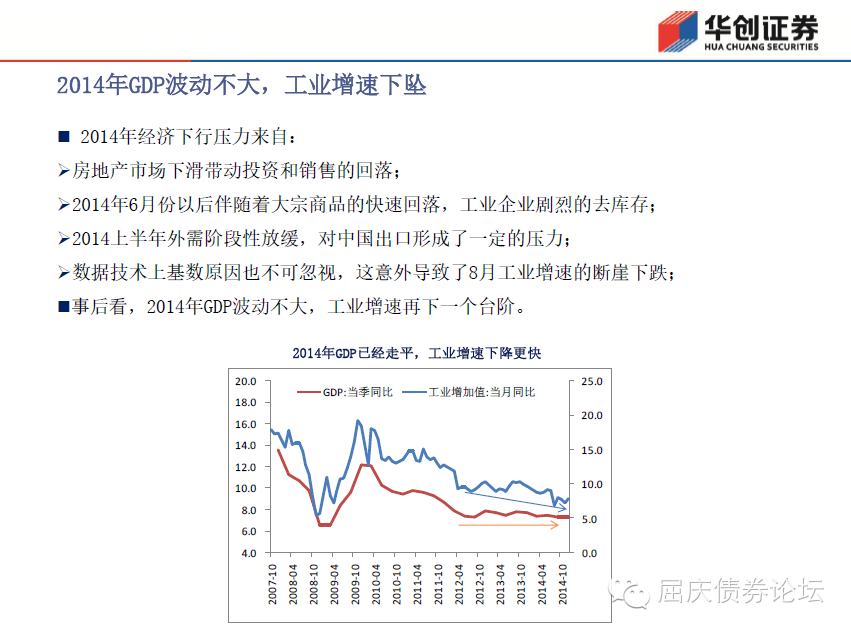 华创证券
HUA CHUANG SECURITIES
2014年GDP波动不大，工业增速下坠
■ 2014年经济下行压力来自：
➢房地产市场下滑带动投资和销售的回落；
➢2014年6月份以后伴随着大宗商品的快速回落，工业企业剧烈的去库存；
➢2014上半年外需阶段性放缓，对中国出口形成了一定的压力；
➢数据技术上基数原因也不可忽视，这意外导致了8月工业增速的断崖下跌；
■事后看，2014年GDP波动不大，工业增速再下一个台阶。
2014年GDP已经走平，工业增速下降更快
GDP:当季同比 工业增加值:当月同比
20.0
18.0
16.0
14.0
12.0
10.0
8.0
6.0
4.0
25.0
20.0
15.0
10.0
5.0
0.0
2007-10
2008-04
2008-10
2009-04
2009-10
2010-04
2010-10
2011-04
2011-10
2012-04
2012-10
2013-04
2013-10
2014-04
2014-10
屈庆债券论坛